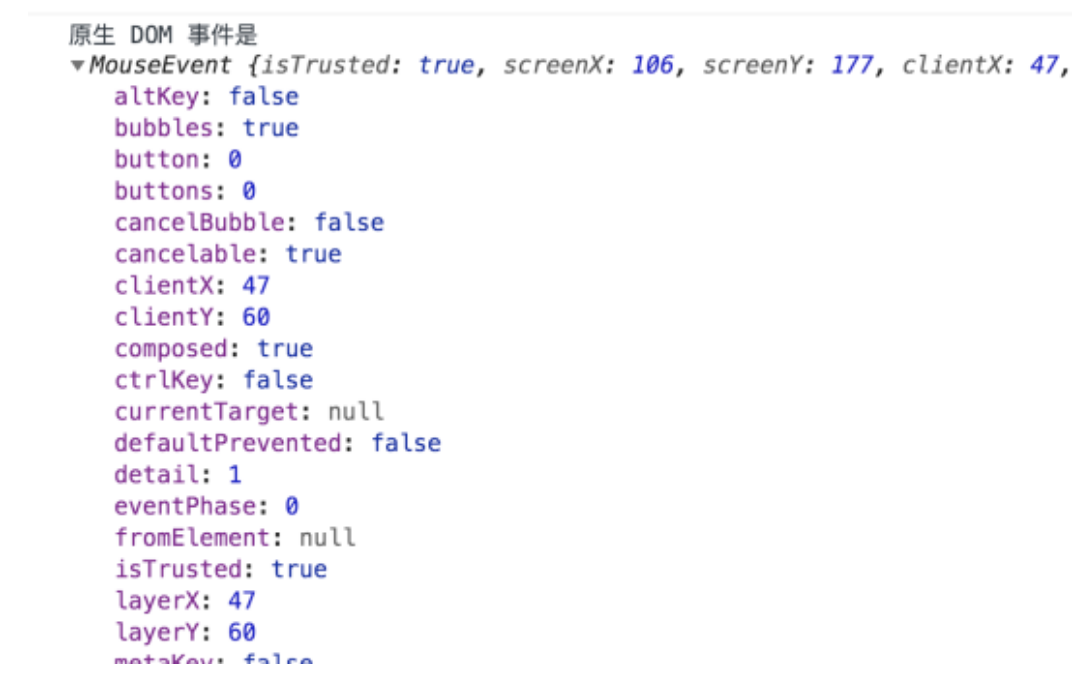 原生 DOM 事件是
▼MouseEvent {isTrusted: true, screenX: 106, screenY: 177, clientX: 47,
altKey: false
bubbles: true
button: 0
buttons: 0
cancelBubble: false
cancelable: true
clientX: 47
clientY: 60
composed: true
ctrlKey: false
currentTarget: null
defaultPrevented: false
detail: 1
eventPhase: 0
fromElement: null
isTrusted: true
layerX: 47
layerY: 60
metaKey: false